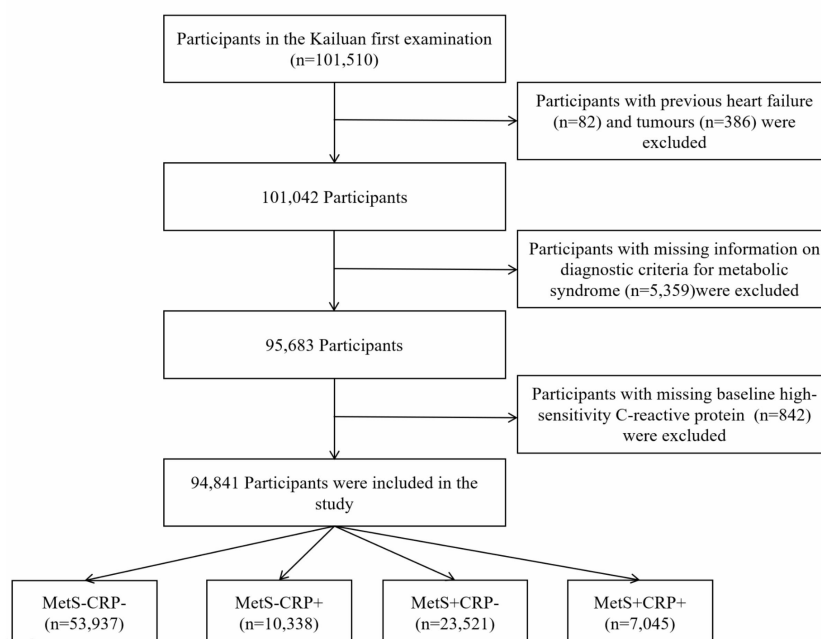 Participants in the Kailuan first examination
(n=101,510)
Participants with previous heart failure
(n=82) and tumours (n=386) were
excluded
101,042 Participants
Participants with missing information on
diagnostic criteria for metabolic
syndrome (n=5,359)were excluded
95,683 Participants
Participants with missing baseline high-
sensitivity C-reactive protein (n=842)
were excluded
94,841 Participants were included in the
study
MetS-CRP-
(n=53,937)
MetS-CRP+
(n=10,338)
MetS+CRP-
(n=23,521)
MetS+CRP+
(n=7,045)